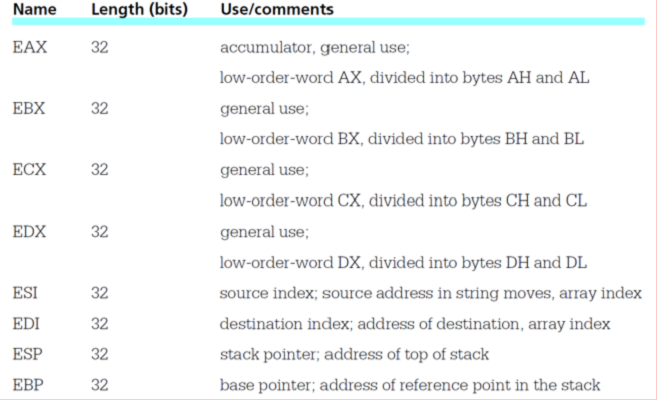 Name Length (bits) Use/comments
EAX 32 accumulator, general use;
low-order-word AX, divided into bytes AH and AL
EBX 32 general use;
low-order-word BX, divided into bytes BH and BL
ECX 32 general use;
low-order-word CX, divided into bytes CH and CL
EDX 32 general use;
low-order-word DX, divided into bytes DH and DL
ESI 32 source index; source address in string moves, array index
EDI 32 destination index; address of destination, array index
ESP 32 stack pointer; address of top of stack
EBP 32 base pointer; address of reference point in the stack